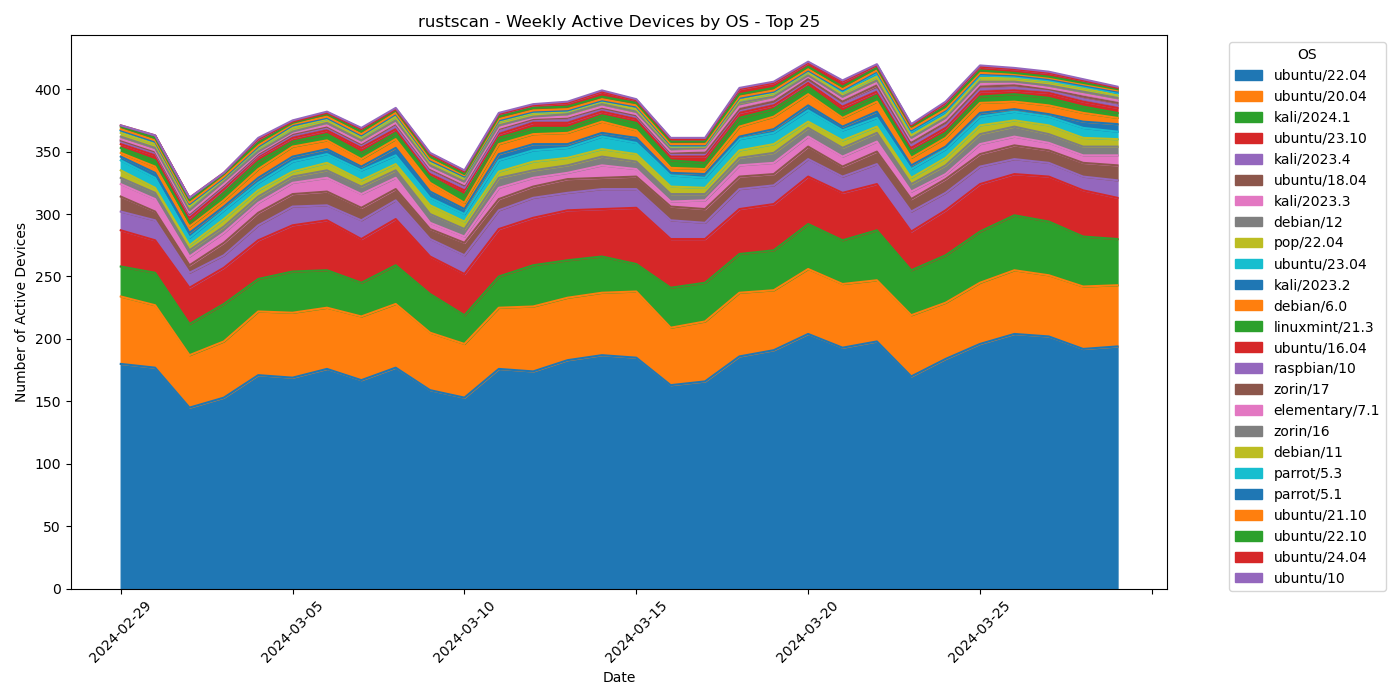 rustscan - Weekly Active Devices by OS - Top 25
Number of Active Devices
400
350
300
250
200
150
100
50
0
2024-02-29
2024-03-05
2024-03-10
2024-03-15
2024-03-20
2024-03-25
Date
OS
ubuntu/22.04
ubuntu/20.04
kali/2024.1
ubuntu/23.10
kali/2023.4
ubuntu/18.04
kali/2023.3
debian/12
pop/22.04
ubuntu/23.04
kali/2023.2
debian/6.0
linuxmint/21.3
ubuntu/16.04
raspbian/10
zorin/17
elementary/7.1
zorin/16
debian/11
parrot/5.3
parrot/5.1
ubuntu/21.10
ubuntu/22.10
ubuntu/24.04
ubuntu/10